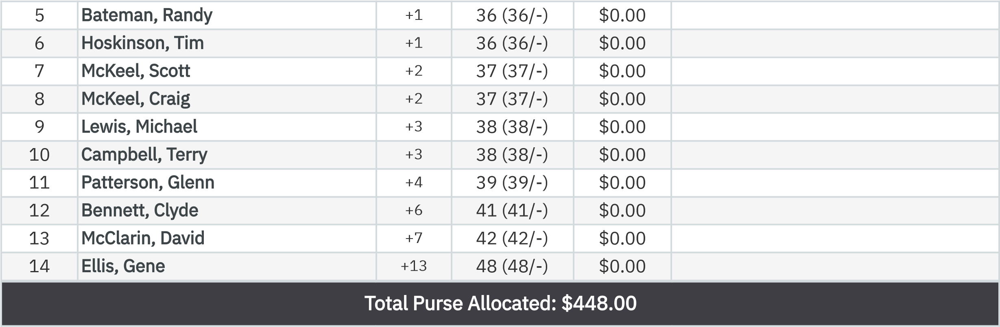 5 Bateman, Randy +1 36 (36/-) $0.00
6 Hoskinson, Tim +1 36 (36/-) $0.00
7 McKeel, Scott +2 37 (37/-) $0.00
8 McKeel, Craig +2 37 (37/-) $0.00
9 Lewis, Michael +3 38 (38/-) $0.00
10 Campbell, Terry +3 38 (38/-) $0.00
11 Patterson, Glenn +4 39 (39/-) $0.00
12 Bennett, Clyde +6 41 (41/-) $0.00
13 McClarin, David +7 42 (42/-) $0.00
14 Ellis, Gene +13 48 (48/-) $0.00
Total Purse Allocated: $448.00